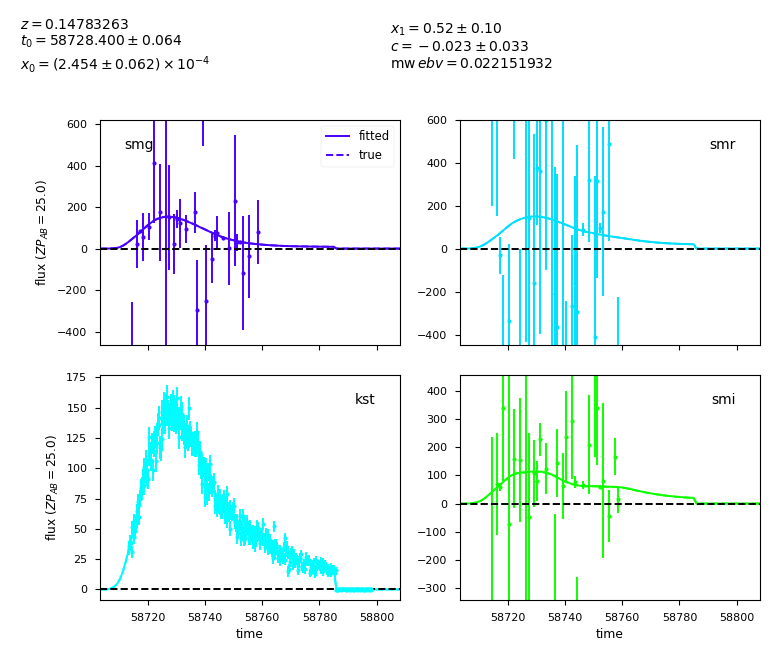 z = 0.14783263
t₀ = 58728.400 ± 0.064
x₀ = (2.454 ± 0.062) × 10⁻⁴
x₁ = 0.52 ± 0.10
c = −0.023 ± 0.033
mw ebv = 0.022151932
smg
fitted
true
600
400
200
0
−200
−400
flux (ZP_AB = 25.0)
smr
600
400
200
0
−200
−400
kst
175
150
125
100
75
50
25
0
flux (ZP_AB = 25.0)
58720 58740 58760 58780 58800
time
smi
400
300
200
100
0
−100
−200
−300
58720 58740 58760 58780 58800
time